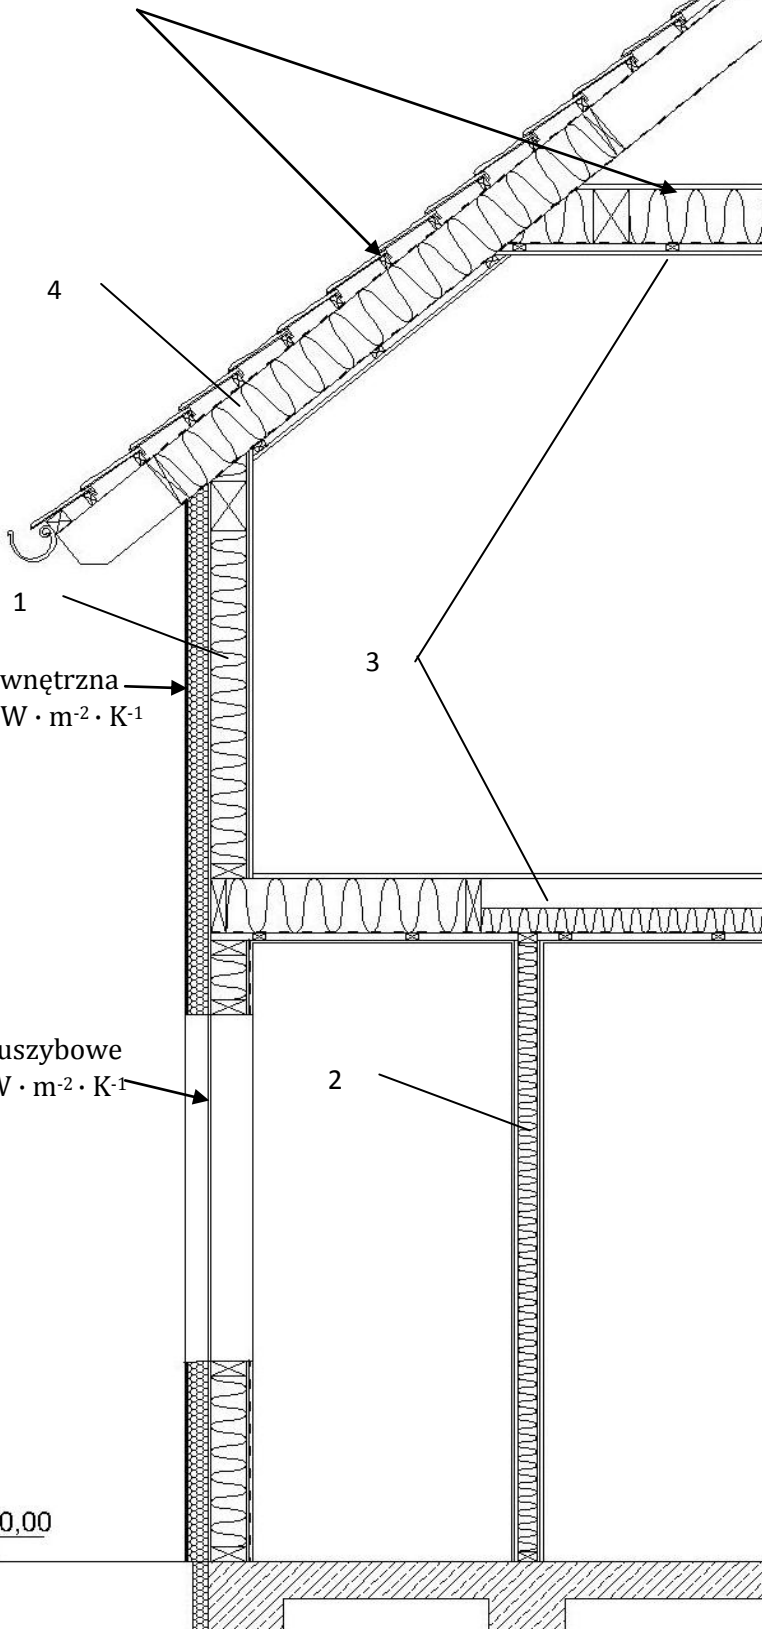 4
1
wnętrzna
W · m⁻² · K⁻¹
3
uszybowe
W · m⁻² · K⁻¹
2
0,00